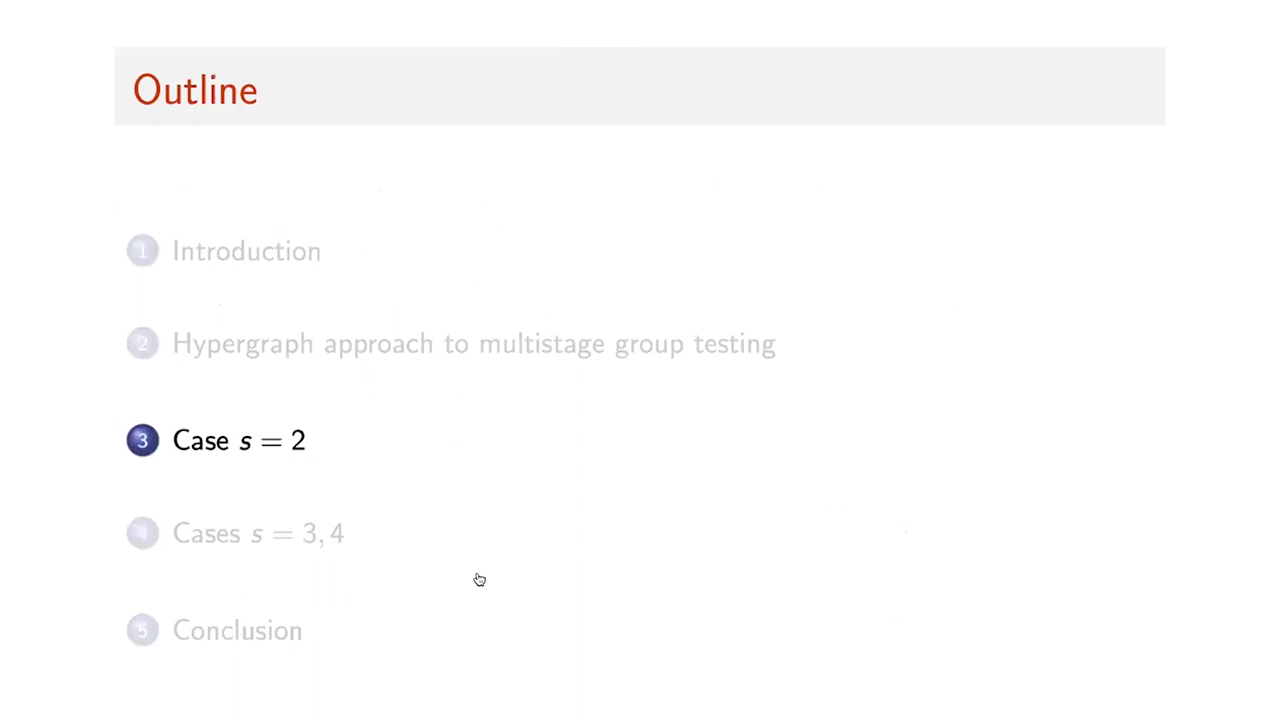 Outline
1 Introduction
2 Hypergraph approach to multistage group testing
3 Case s = 2
4 Cases s = 3, 4
5 Conclusion